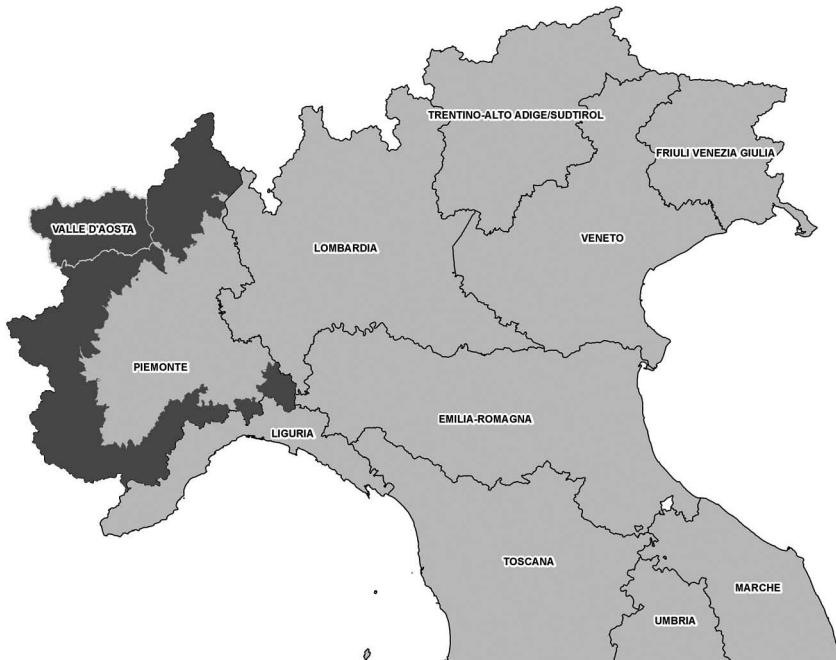 TRENTINO-ALTO ADIGE/SUDTIROL
FRIULI VENEZIA GIULIA
VALLE D'AOSTA
VENETO
LOMBARDIA
PIEMONTE
EMILIA-ROMAGNA
LIGURIA
TOSCANA
MARCHE
UMBRIA